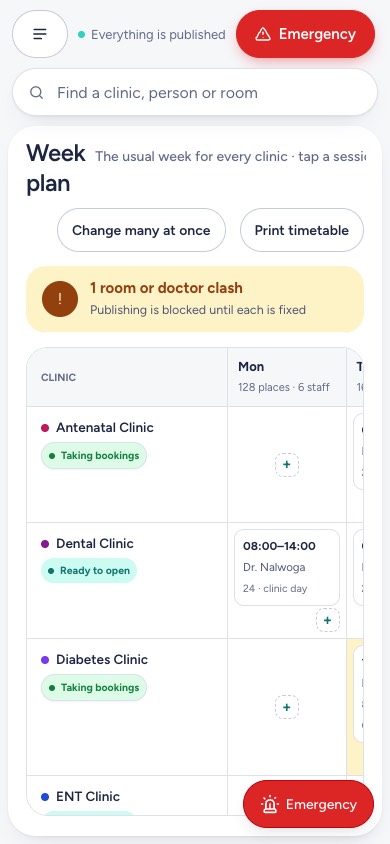 Everything is published
Emergency
Find a clinic, person or room
Week plan
The usual week for every clinic · tap a
Change many at once
Print timetable
!
1 room or doctor clash
Publishing is blocked until each is fixed
CLINIC
Mon
128 places · 6 staff
Antenatal Clinic
Taking bookings
+
Dental Clinic
Ready to open
08:00–14:00
Dr. Nalwoga
24 · clinic day
+
Diabetes Clinic
Taking bookings
+
ENT Clinic
Emergency